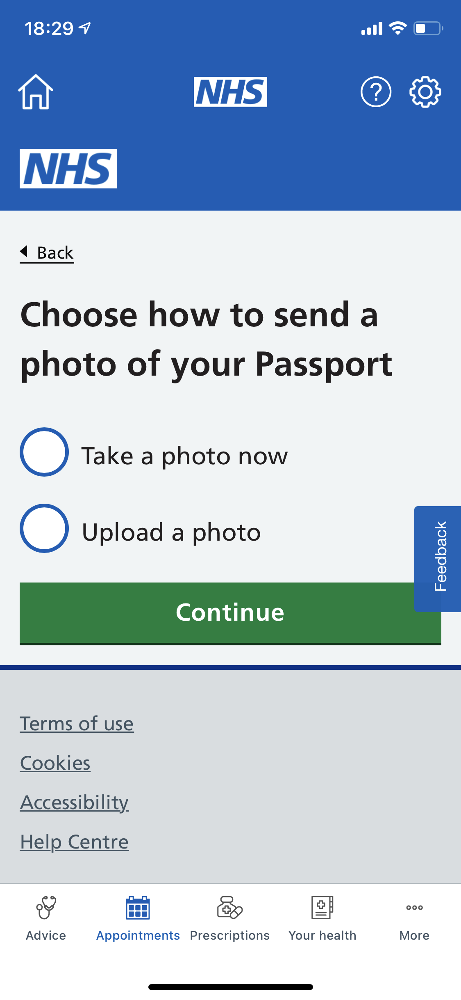 18:29
NHS
?
NHS
Back
Choose how to send a
photo of your Passport
Take a photo now
Upload a photo
Feedback
Continue
Terms of use
Cookies
Accessibility
Help Centre
Advice
Appointments
Prescriptions
Your health
More